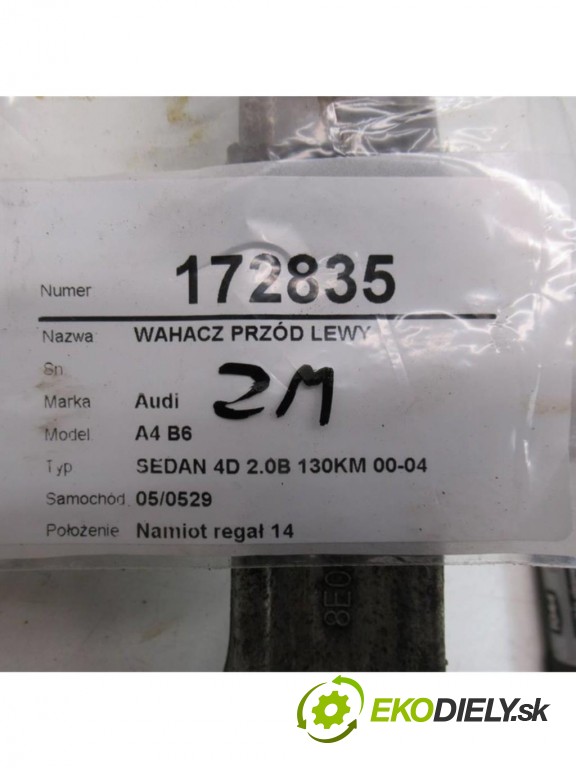 Numer 172835
Nazwa WAHACZ PRZÓD LEWY
Sn
Marka Audi
2M
Model A4 B6
Typ SEDAN 4D 2.0B 130KM 00-04
Samochód 05/0529
Położenie Namiot regał 14
8E0
EKODIELY.sk